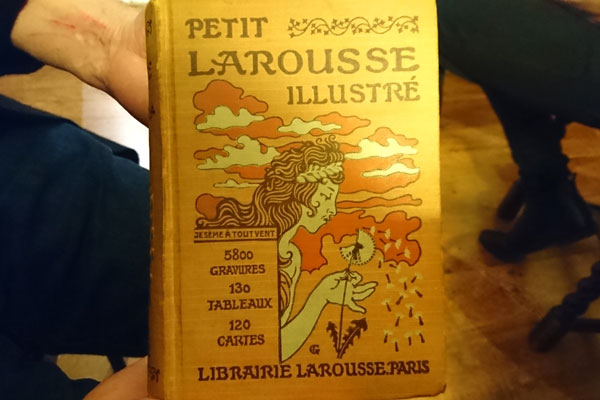 PETIT
LAROUSSE
ILLUSTRÉ
JE SÈME À TOUT VENT
5800
GRAVURES
130
TABLEAUX
120
CARTES
LIBRAIRIE LAROUSSE. PARIS